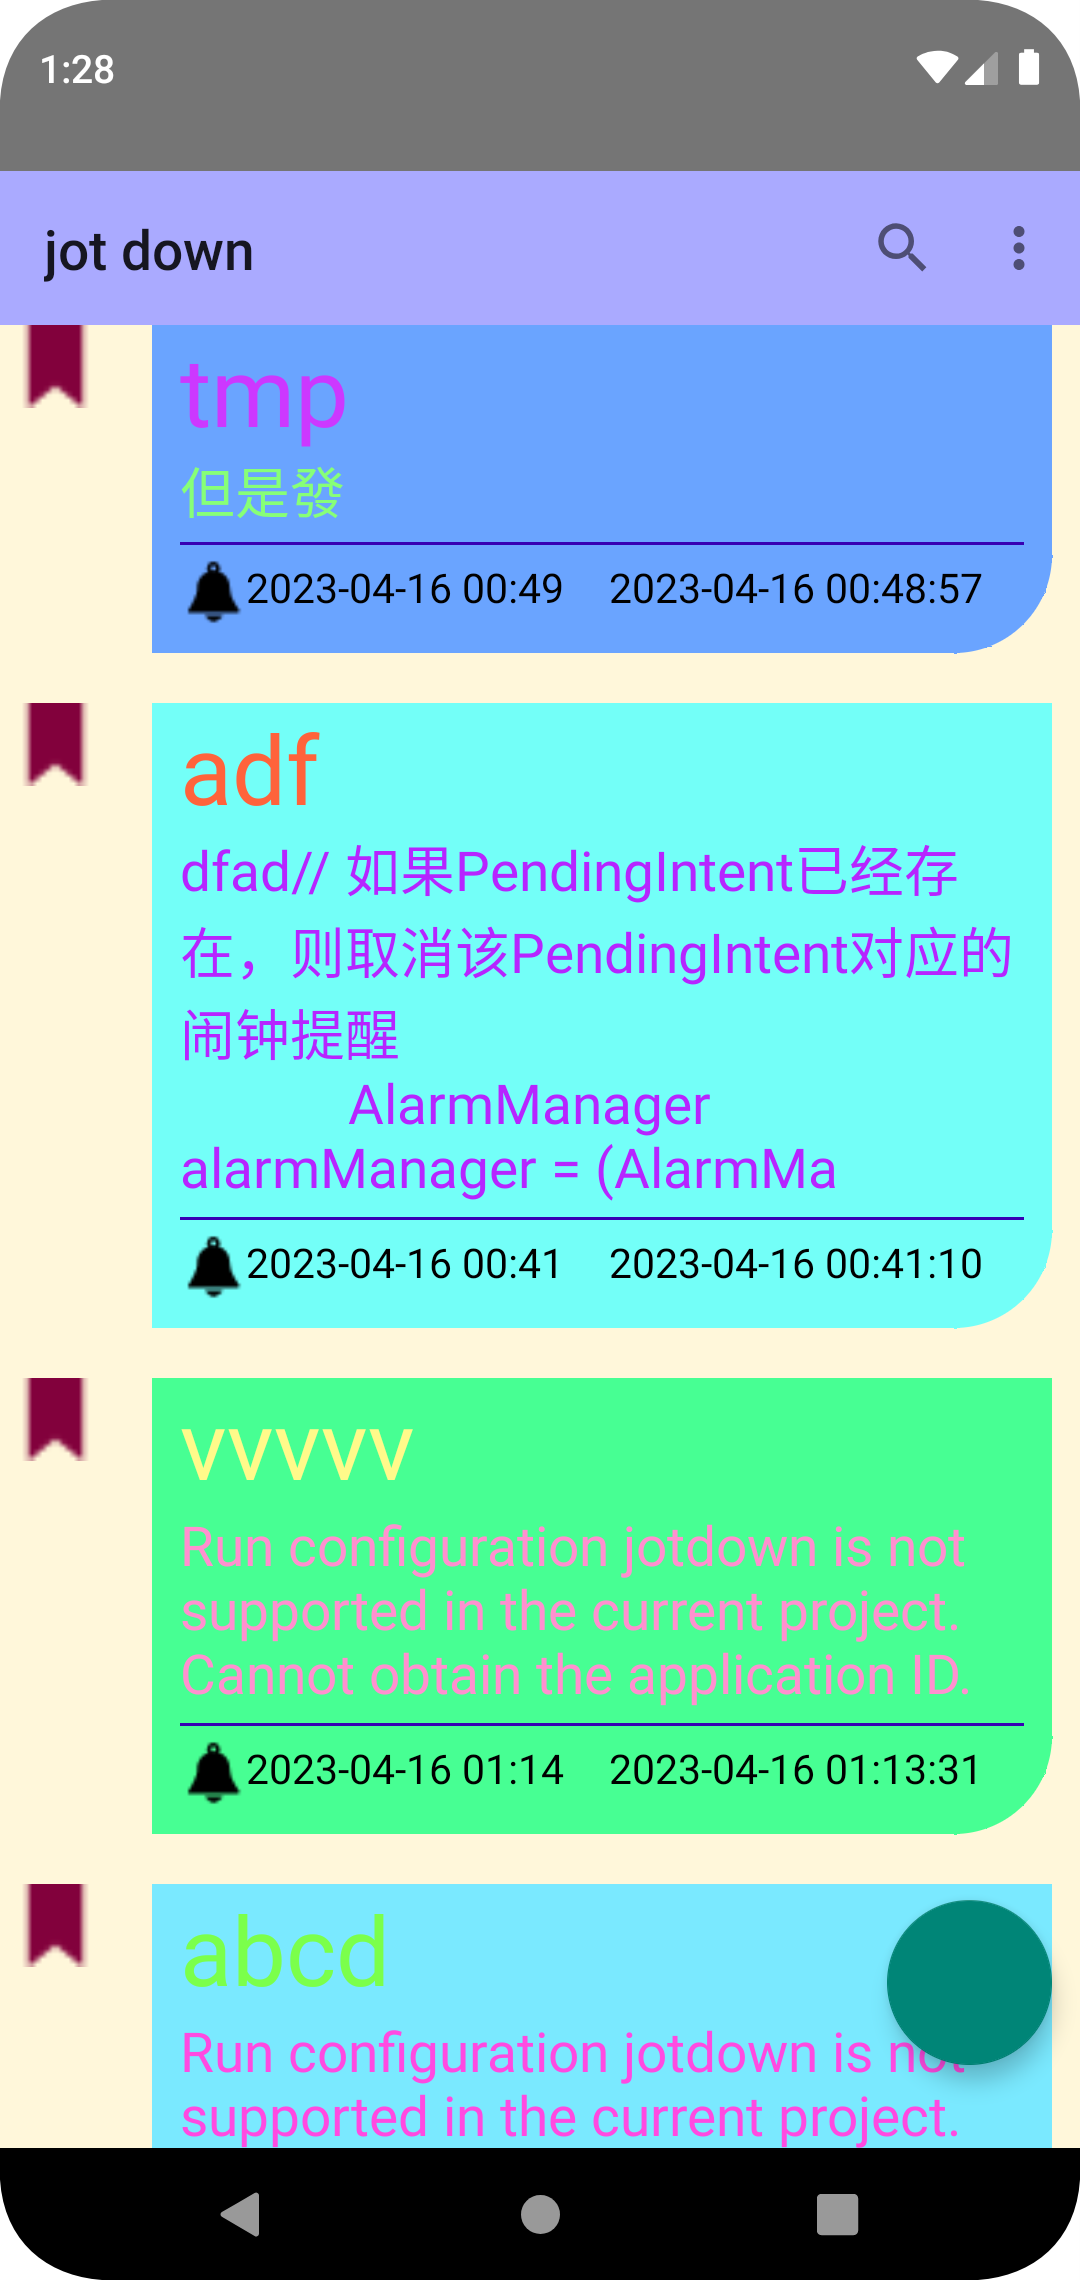 1:28
jot down
tmp
但是發
2023-04-16 00:49 2023-04-16 00:48:57
adf
dfad// 如果PendingIntent已经存
在，则取消该PendingIntent对应的
闹钟提醒
AlarmManager
alarmManager = (AlarmMa
2023-04-16 00:41 2023-04-16 00:41:10
vvvvv
Run configuration jotdown is not
supported in the current project.
Cannot obtain the application ID.
2023-04-16 01:14 2023-04-16 01:13:31
abcd
Run configuration jotdown is not
supported in the current project.